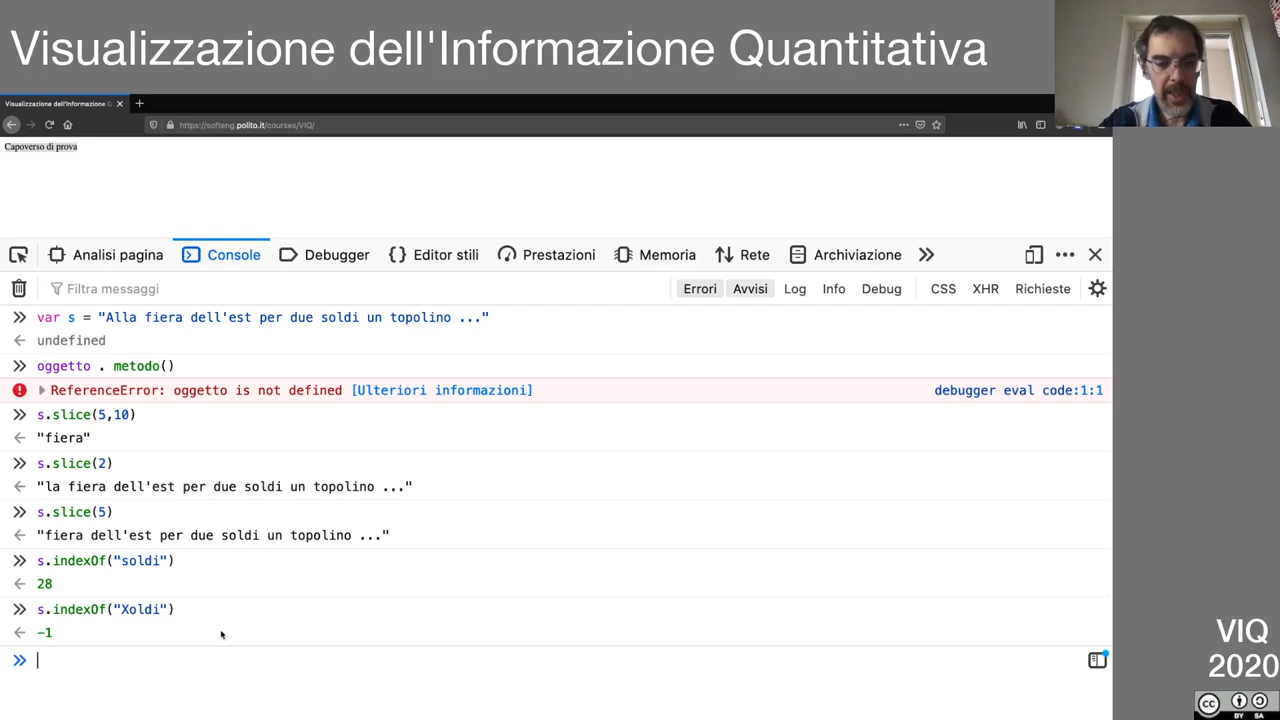 Visualizzazione dell'Informazione Quantitativa
Visualizzazione dell'Informazione Q
https://softeng.polito.it/courses/VIQ/
Capoverso di prova
Analisi pagina Console Debugger Editor stili Prestazioni Memoria Rete Archiviazione
Filtra messaggi Errori Avvisi Log Info Debug CSS XHR Richieste
var s = "Alla fiera dell'est per due soldi un topolino ..."
undefined
oggetto . metodo()
ReferenceError: oggetto is not defined [Ulteriori informazioni] debugger eval code:1:1
s.slice(5,10)
"fiera"
s.slice(2)
"la fiera dell'est per due soldi un topolino ..."
s.slice(5)
"fiera dell'est per due soldi un topolino ..."
s.indexOf("soldi")
28
s.indexOf("Xoldi")
-1
VIQ
2020
cc
BY SA